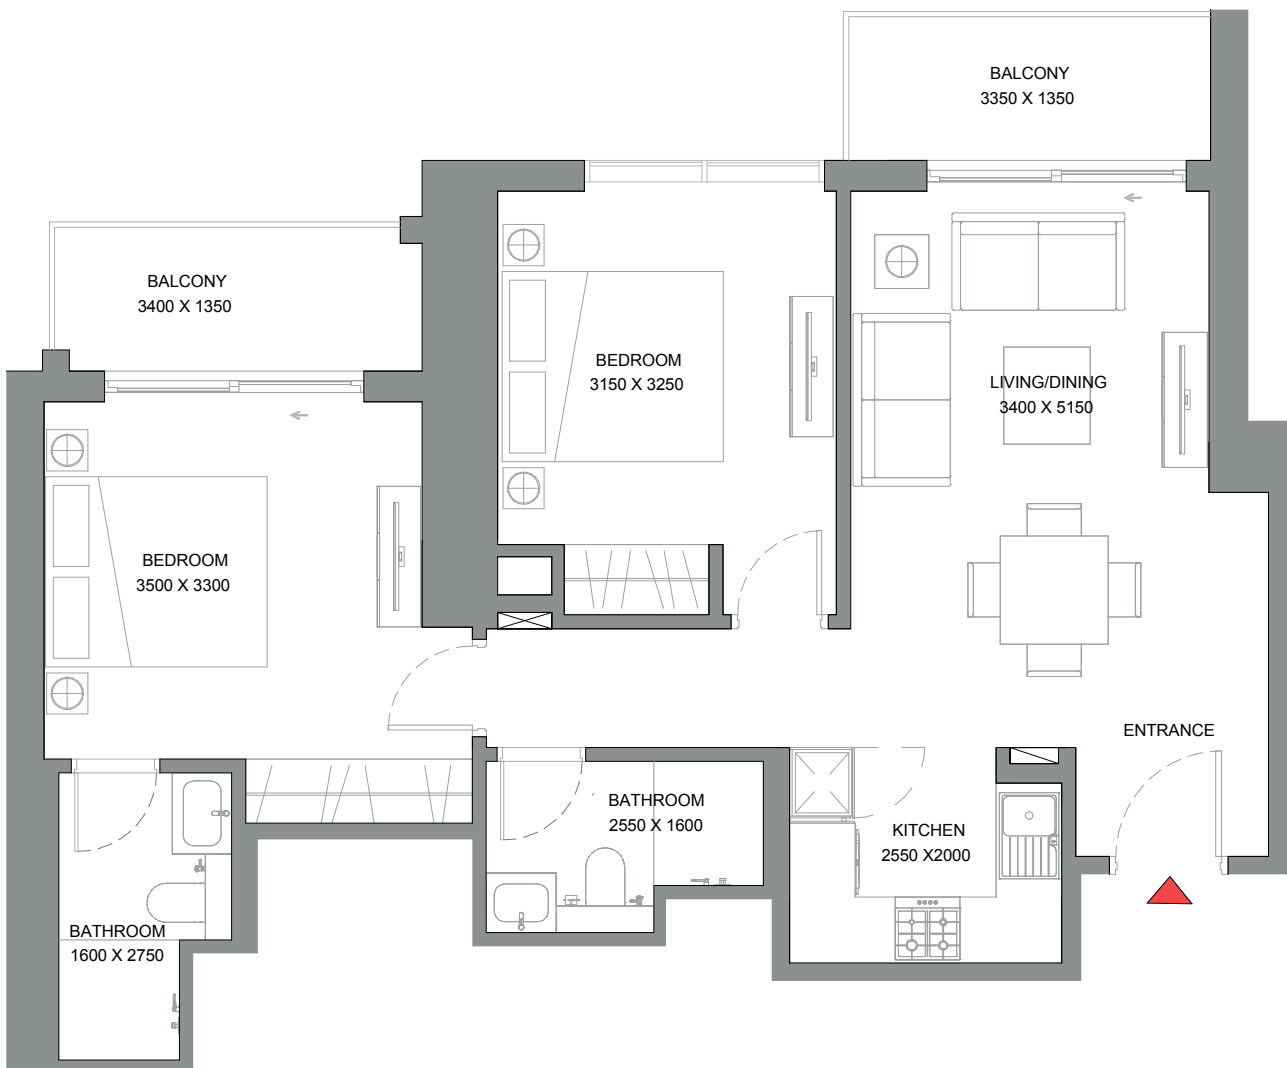 BALCONY
3350 X 1350
BALCONY
3400 X 1350
BEDROOM
3150 X 3250
LIVING/DINING
3400 X 5150
BEDROOM
3500 X 3300
ENTRANCE
BATHROOM
2550 X 1600
KITCHEN
2550 X2000
BATHROOM
1600 X 2750